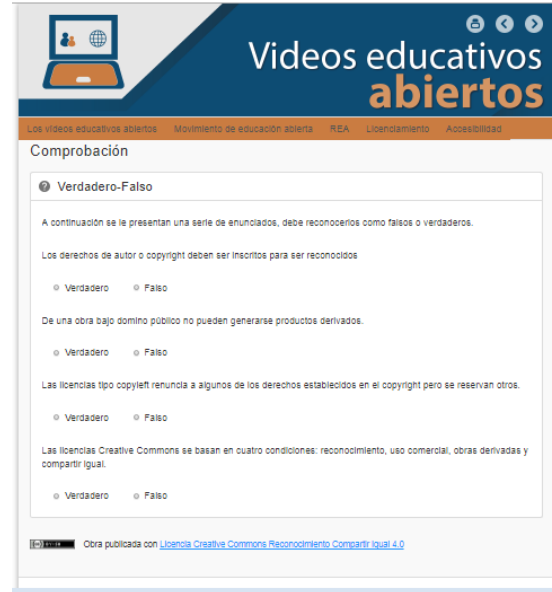 Videos educativos
abiertos
Los videos educativos abiertos Movimiento de educación abierta REA Licenciamiento Accesibilidad
Comprobación
Verdadero-Falso
A continuación se le presentan una serie de enunciados, debe reconocerlos como falsos o verdaderos.
Los derechos de autor o copyright deben ser inscritos para ser reconocidos
Verdadero Falso
De una obra bajo domino público no pueden generarse productos derivados.
Verdadero Falso
Las licencias tipo copyleft renuncia a algunos de los derechos establecidos en el copyright pero se reservan otros.
Verdadero Falso
Las licencias Creative Commons se basan en cuatro condiciones: reconocimiento, uso comercial, obras derivadas y
compartir igual.
Verdadero Falso
Obra publicada con Licencia Creative Commons Reconocimiento Compartir Igual 4.0